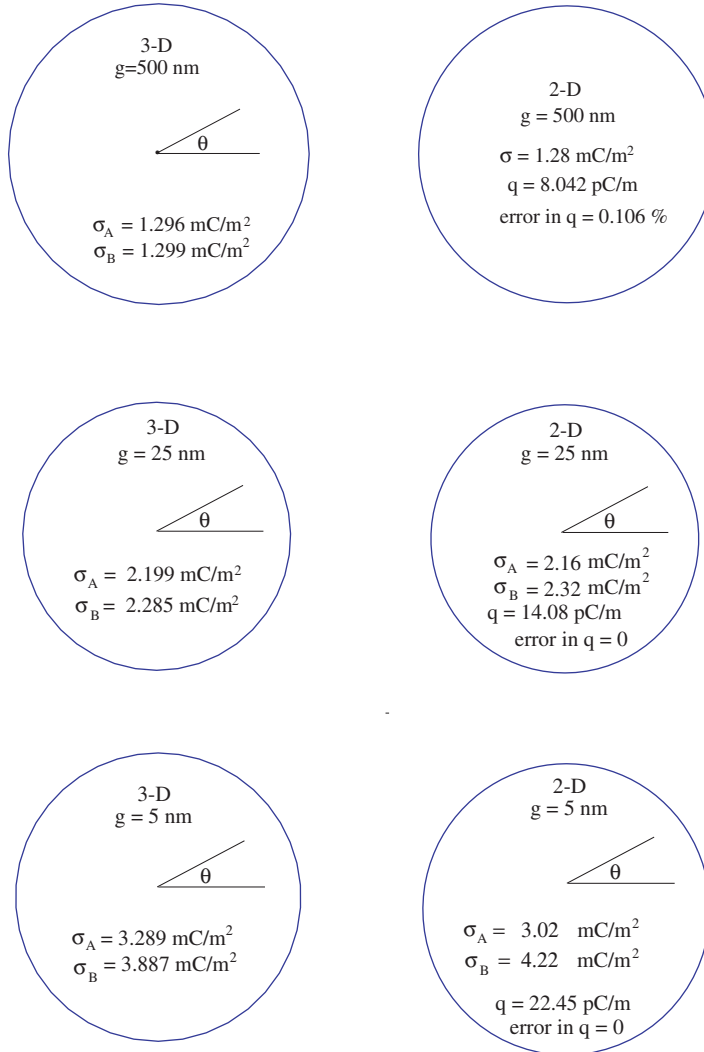 3-D
g=500 nm
θ
σA = 1.296 mC/m²
σB = 1.299 mC/m²
2-D
g = 500 nm
σ = 1.28 mC/m²
q = 8.042 pC/m
error in q = 0.106 %
3-D
g = 25 nm
θ
σA = 2.199 mC/m²
σB = 2.285 mC/m²
2-D
g = 25 nm
θ
σA = 2.16 mC/m²
σB = 2.32 mC/m²
q = 14.08 pC/m
error in q = 0
3-D
g = 5 nm
θ
σA = 3.289 mC/m²
σB = 3.887 mC/m²
2-D
g = 5 nm
θ
σA = 3.02 mC/m²
σB = 4.22 mC/m²
q = 22.45 pC/m
error in q = 0